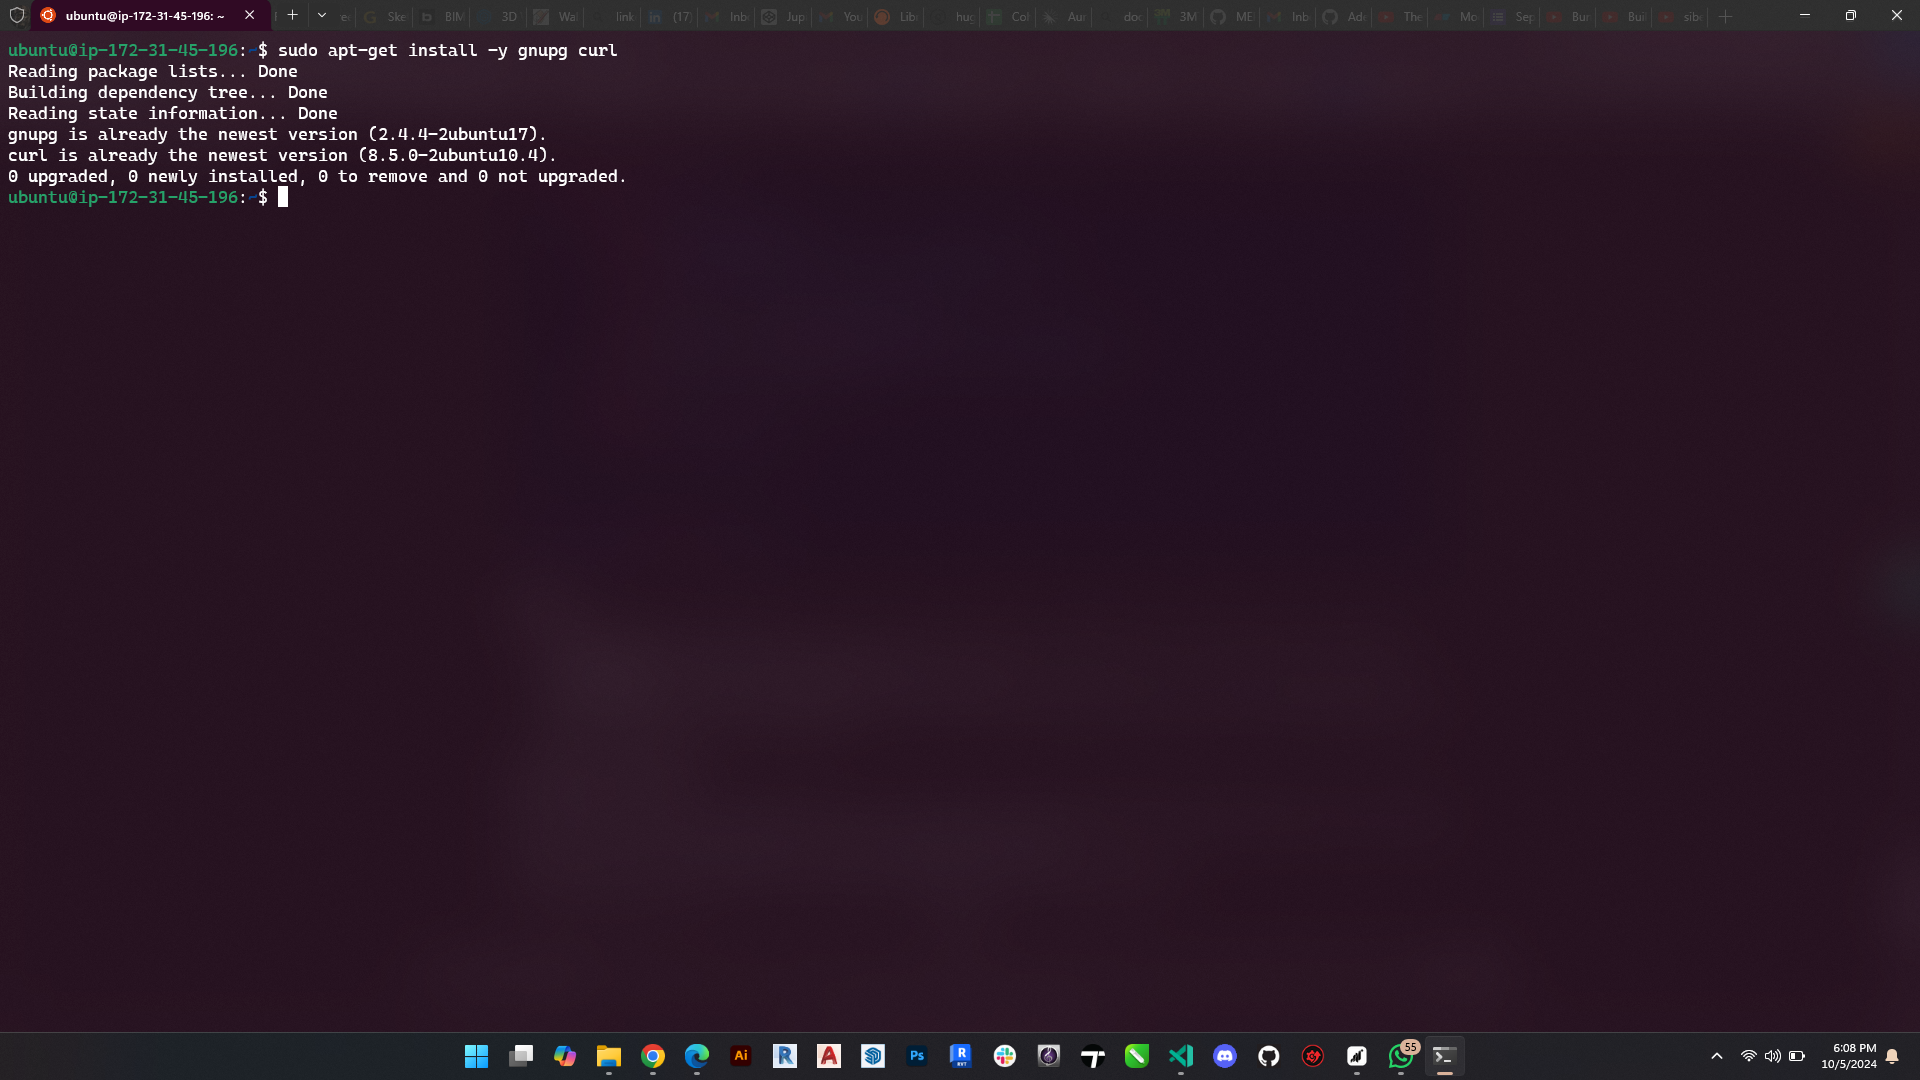 ubuntu@ip-172-31-45-196: ~
Ske
BIM
3D
Wal
link
(17)
Inb
Jup
You
Lib
hug
Col
Aur
doc
3M
ME
Inb
Ad
The
Mo
Sep
Bur
Buil
sibe
ubuntu@ip-172-31-45-196:~$ sudo apt-get install -y gnupg curl
Reading package lists... Done
Building dependency tree... Done
Reading state information... Done
gnupg is already the newest version (2.4.4-2ubuntu17).
curl is already the newest version (8.5.0-2ubuntu10.4).
0 upgraded, 0 newly installed, 0 to remove and 0 not upgraded.
ubuntu@ip-172-31-45-196:~$
Ai
R
A
Ps
R
55
6:08 PM
10/5/2024